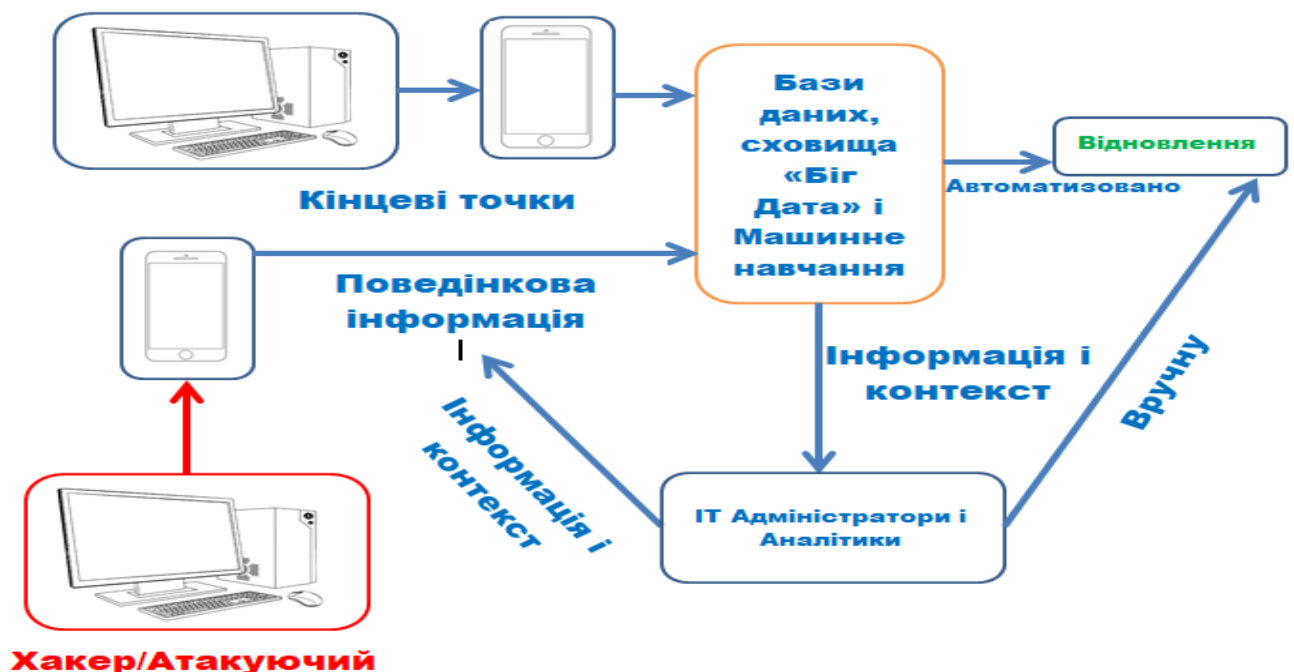 Бази
даних,
сховища
«Біг
Дата» і
Машинне
навчання
Відновлення
Автоматизовано
Кінцеві точки
Поведінкова
інформація
Інформація і
контекст
Вручну
Інформація і
контекст
ІТ Адміністратори і
Аналітики
Хакер/Атакуючий